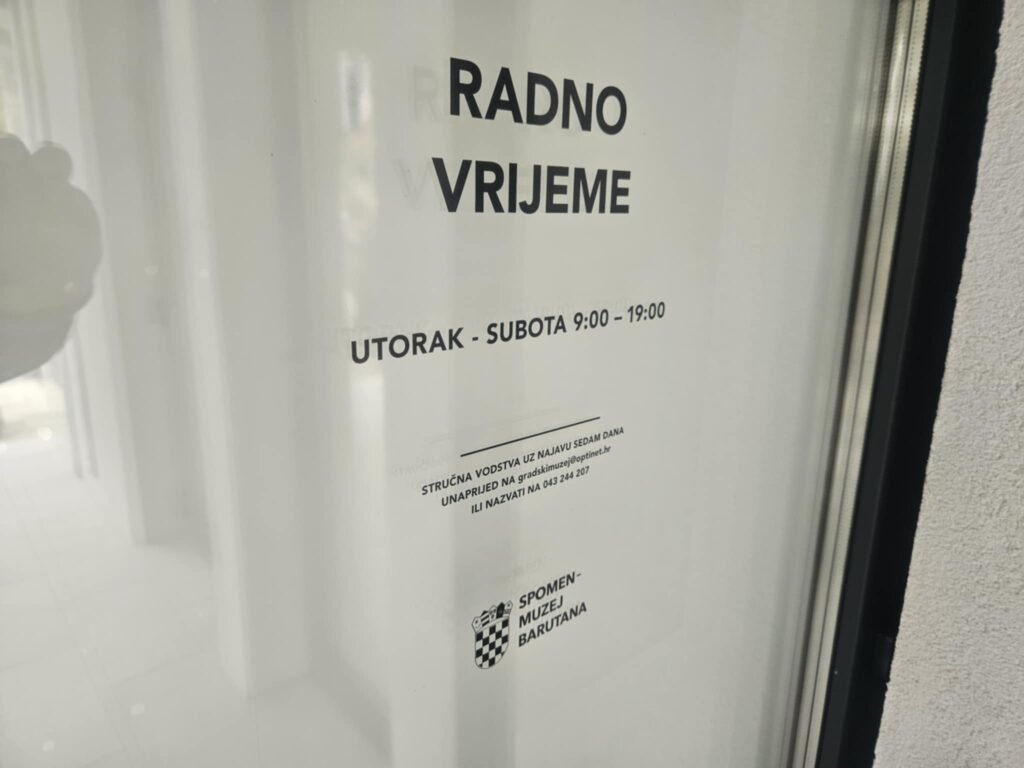 RADNO
VRIJEME
UTORAK - SUBOTA 9:00 – 19:00
STRUČNA VODSTVA UZ NAJAVU SEDAM DANA
UNAPRIJED NA gradskimuzej@optinet.hr
ILI NAZVATI NA 043 244 207
SPOMEN-
MUZEJ
BARUTANA